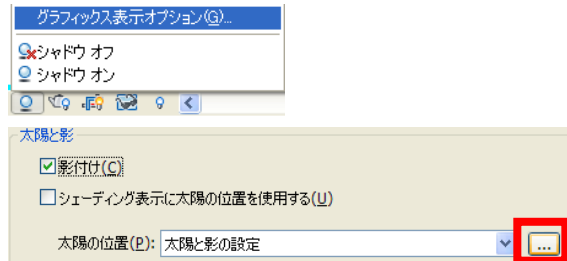 グラフィックス表示オプション(G)...
シャドウ オフ
シャドウ オン
太陽と影
影付け(C)
シェーディング表示に太陽の位置を使用する(U)
太陽の位置(P): 太陽と影の設定 ...